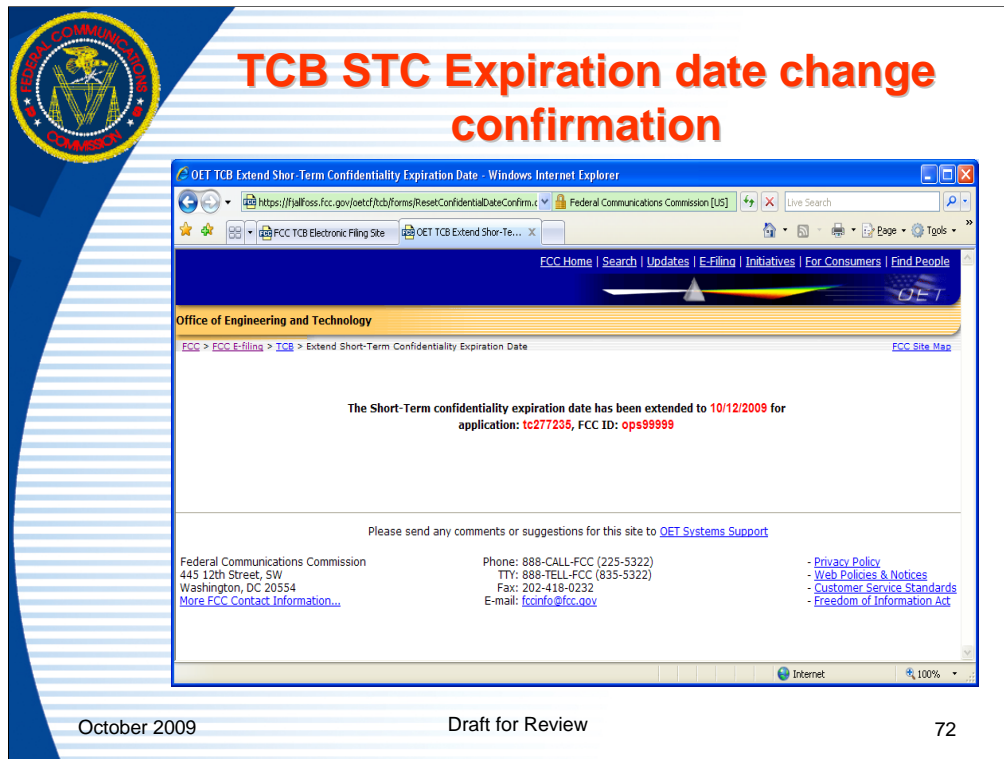 FEDERAL COMMUNICATIONS COMMISSION
TCB STC Expiration date change
confirmation
OET TCB Extend Shor-Term Confidentiality Expiration Date - Windows Internet Explorer
https://fjallfoss.fcc.gov/oetcf/tcb/forms/ResetConfidentialDateConfirm.c
Federal Communications Commission [US]
Live Search
FCC TCB Electronic Filing Site
OET TCB Extend Shor-Te...
Page
Tools
FCC Home | Search | Updates | E-Filing | Initiatives | For Consumers | Find People
OET
Office of Engineering and Technology
FCC > FCC E-filing > TCB > Extend Short-Term Confidentiality Expiration Date
FCC Site Map
The Short-Term confidentiality expiration date has been extended to 10/12/2009 for
application: tc277235, FCC ID: ops99999
Please send any comments or suggestions for this site to OET Systems Support
Federal Communications Commission
445 12th Street, SW
Washington, DC 20554
More FCC Contact Information...
Phone: 888-CALL-FCC (225-5322)
TTY: 888-TELL-FCC (835-5322)
Fax: 202-418-0232
E-mail: fccinfo@fcc.gov
- Privacy Policy
- Web Policies & Notices
- Customer Service Standards
- Freedom of Information Act
Internet
100%
October 2009
Draft for Review
72